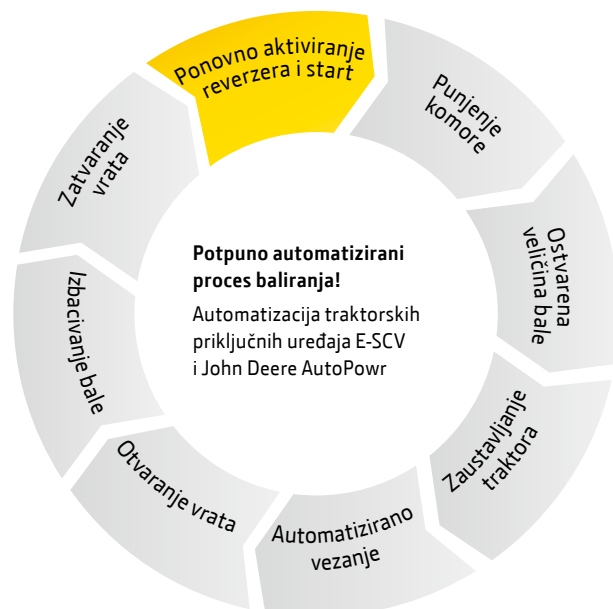 Ponovno aktiviranje
reverzera i start
Punjenje
komore
Ostvarena
veličina bale
Zaustavljanje
traktora
Automatizirano
vezanje
Otvaranje vrata
Izbacivanje bale
Zatvaranje
vrata
Potpuno automatizirani
proces baliranja!
Automatizacija traktorskih
priključnih uređaja E-SCV
i John Deere AutoPowr